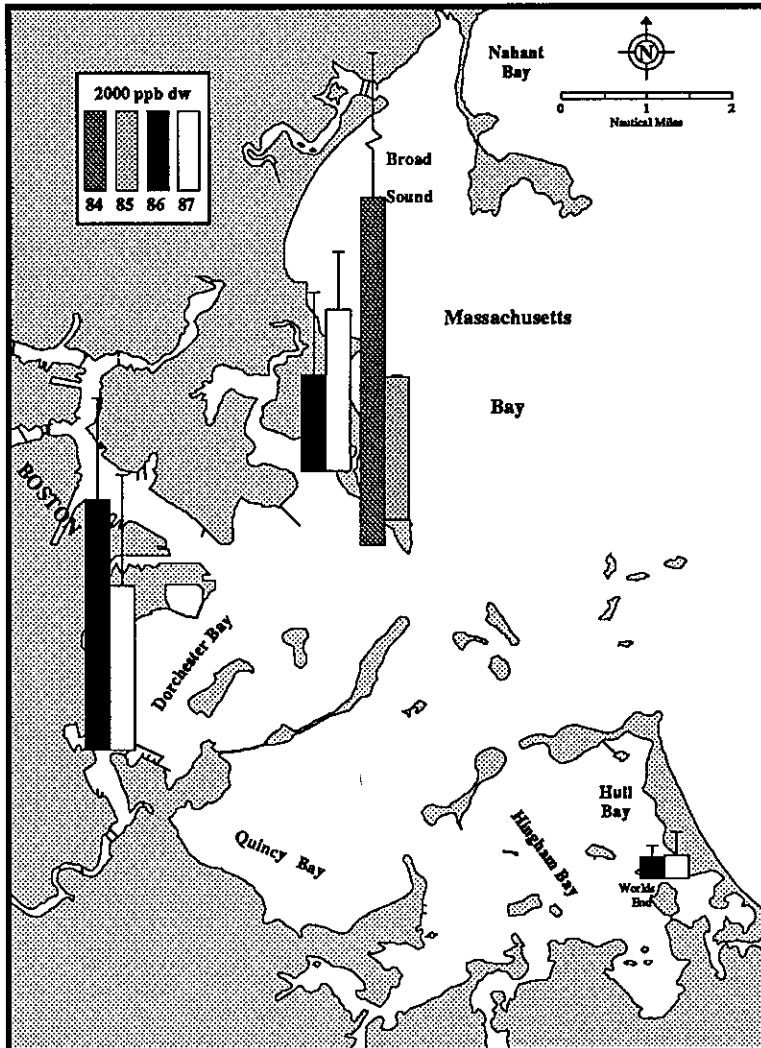 Nahant
Bay
N
0 1 2
Nautical Miles
2000 ppb dw
84 85 86 87
Broad
Sound
Massachusetts
Bay
BOSTON
Dorchester Bay
Quincy Bay
Hingham Bay
Hull
Bay
Worlds
End